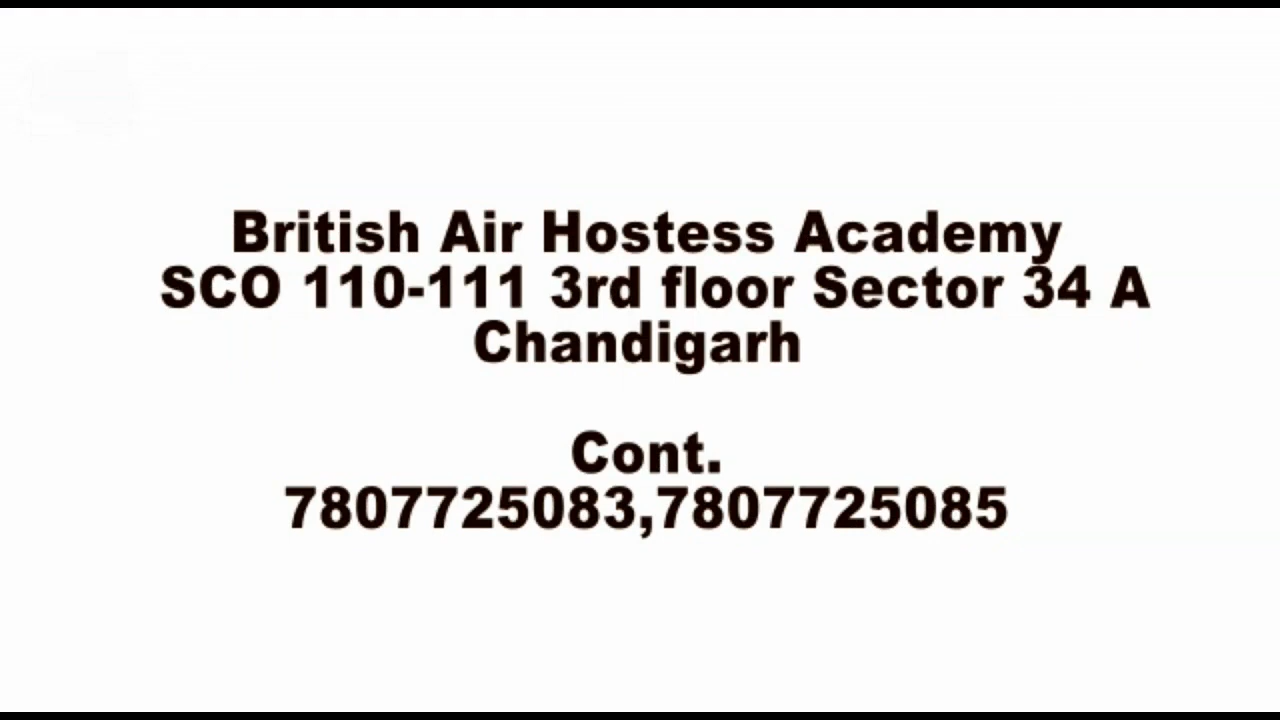 British Air Hostess Academy
SCO 110-111 3rd floor Sector 34 A
Chandigarh
Cont.
7807725083,7807725085